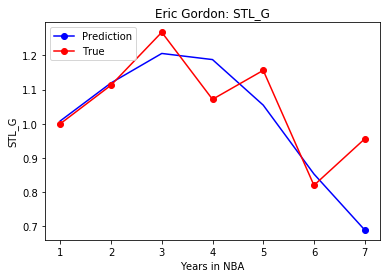 Eric Gordon: STL_G
Prediction
True
1.2
1.1
1.0
0.9
0.8
0.7
STL_G
1 2 3 4 5 6 7
Years in NBA